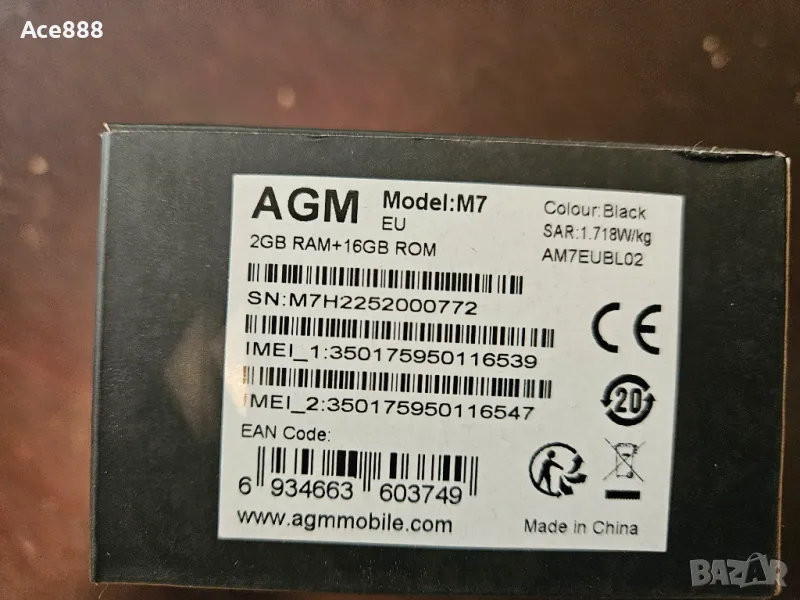 Ace888
AGM
Model:M7
EU
2GB RAM+16GB ROM
Colour:Black
SAR:1.718W/kg
AM7EUBL02
SN:M7H2252000772
IMEI_1:350175950116539
IMEI_2:350175950116547
CE
20
EAN Code:
6 934663 603749
www.agmmobile.com
Made in China
BAZAR